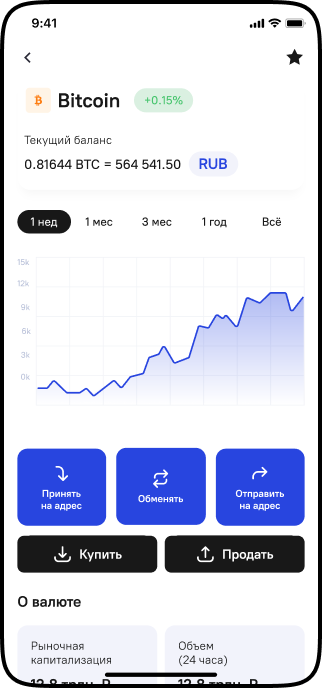 9:41
Bitcoin
+0.15%
Текущий баланс
0.81644 BTC = 564 541.50 RUB
1 нед 1 мес 3 мес 1 год Всё
15k
12k
9k
6k
3k
0k
Принять
на адрес
Обменять
Отправить
на адрес
Купить
Продать
О валюте
Рыночная
капитализация
12,8 трлн. ₽
Объем
(24 часа)
12,8 трлн. ₽